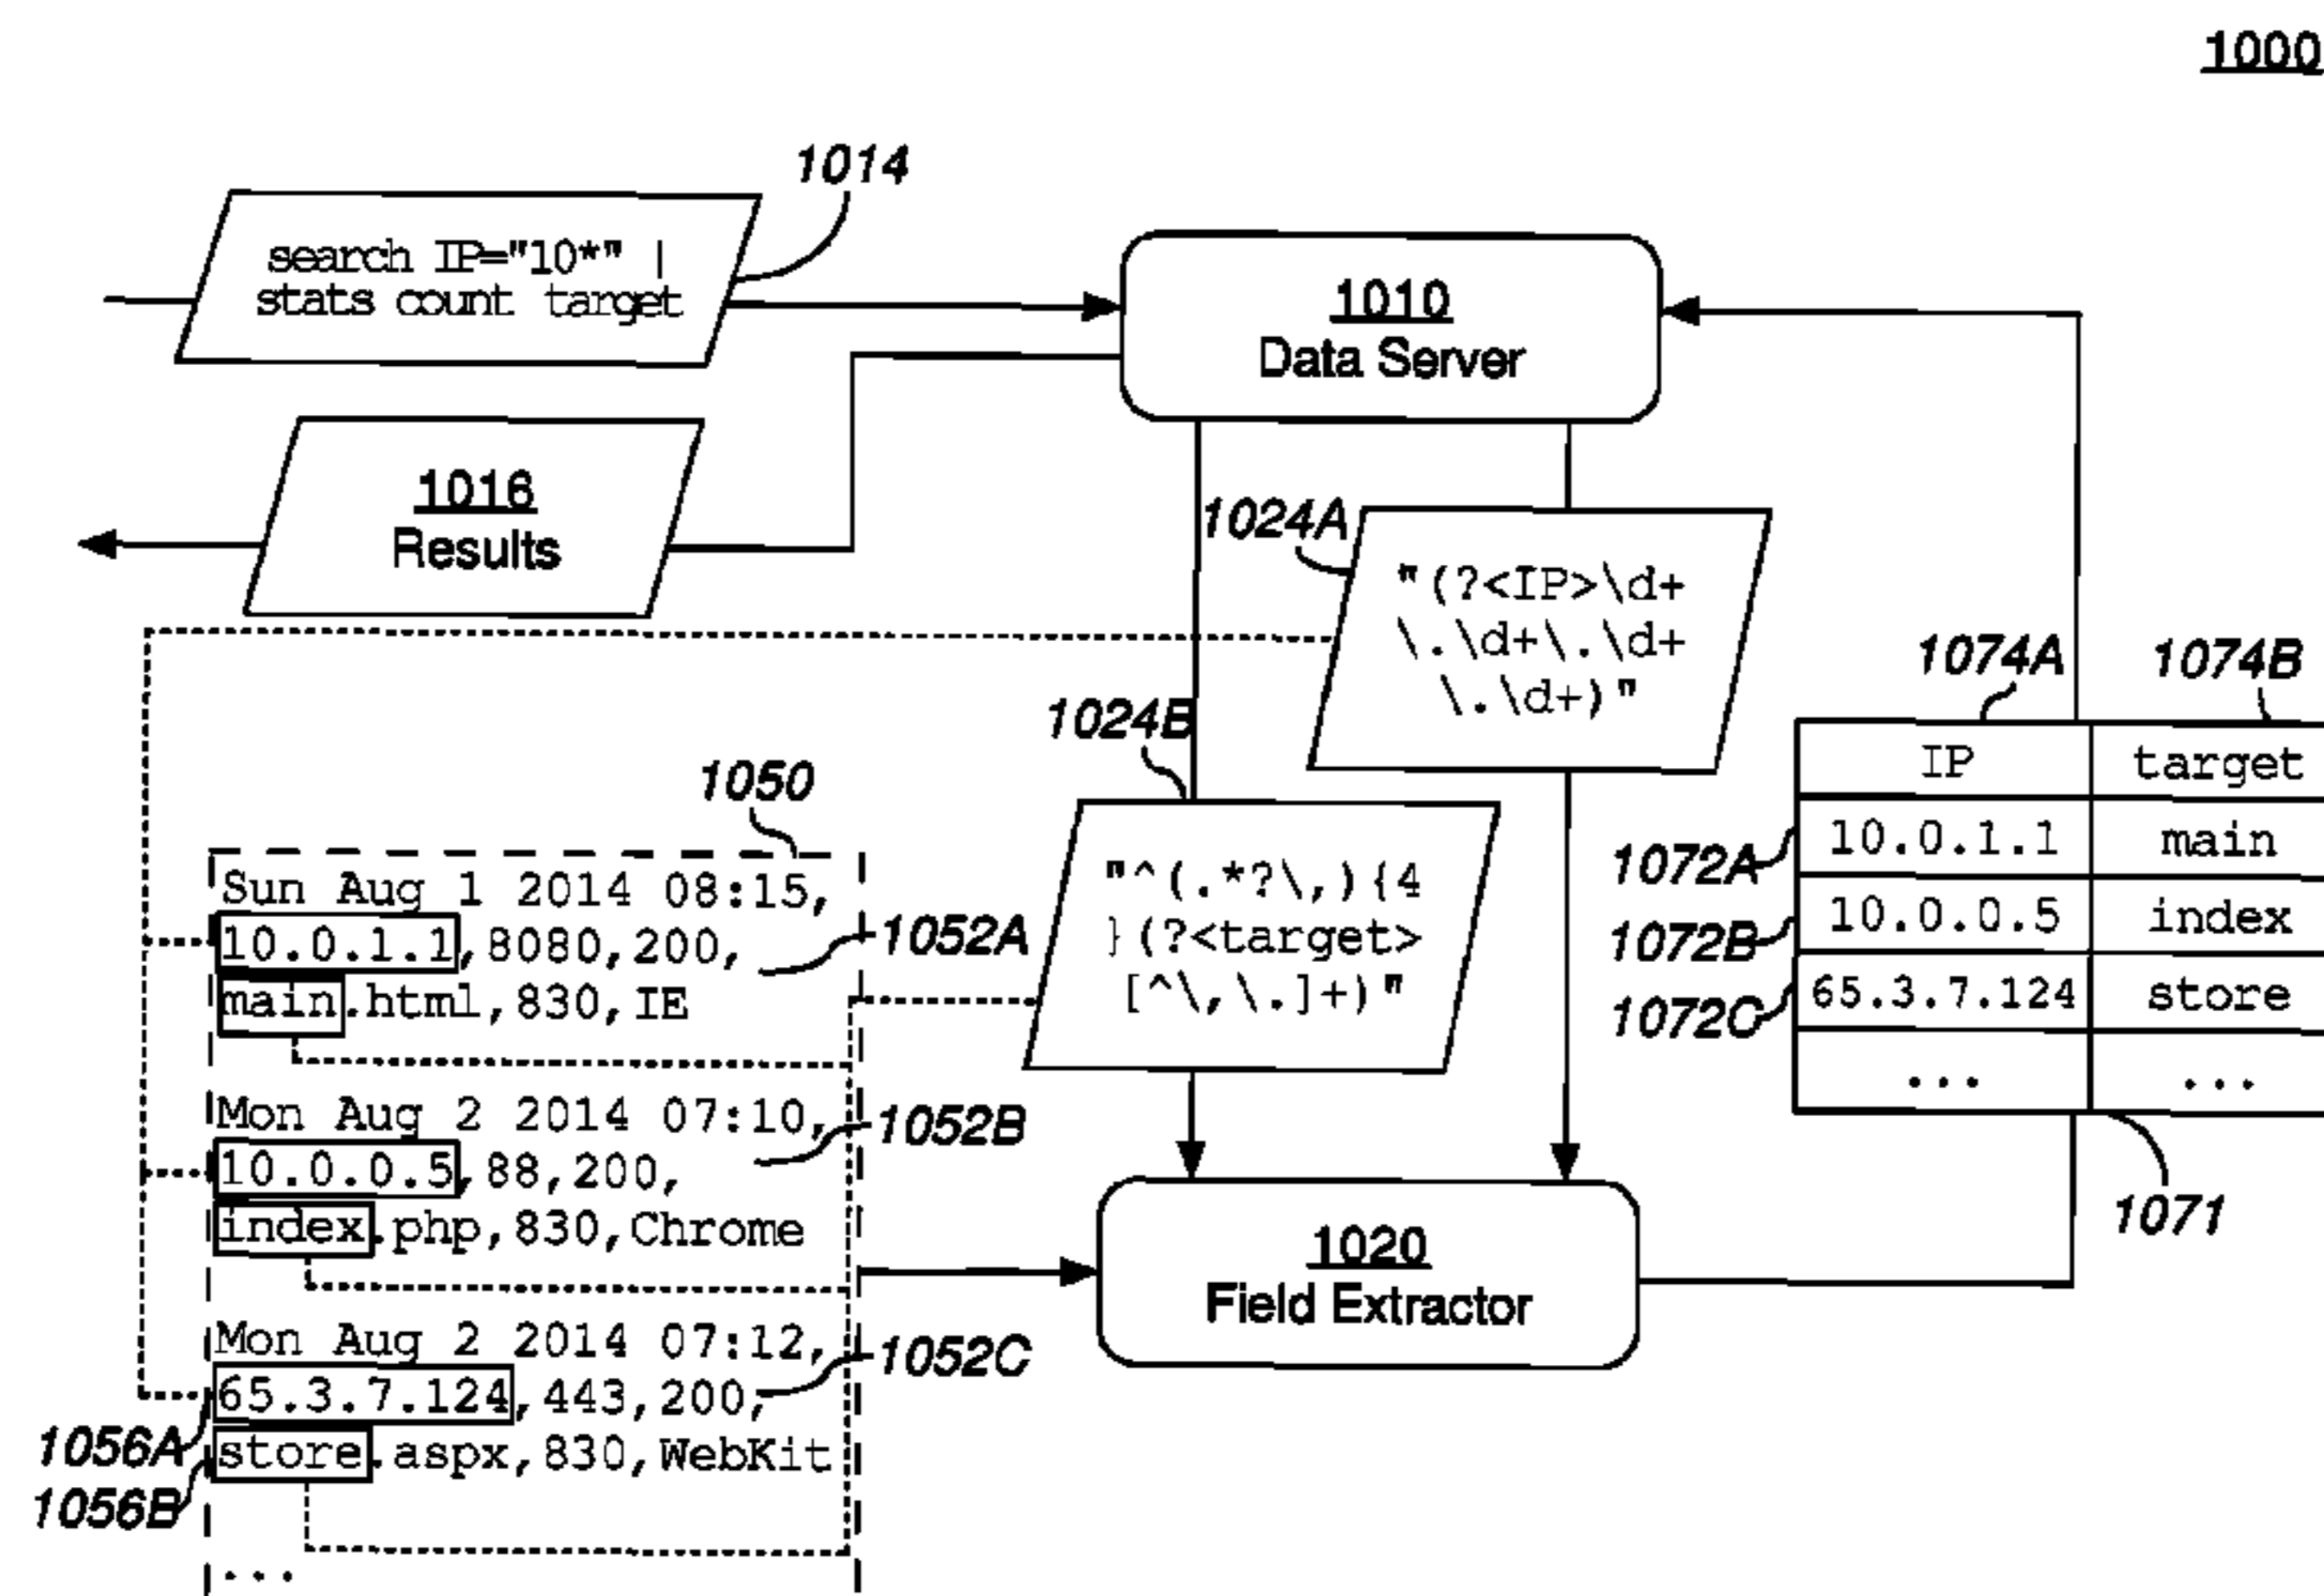 1000
1014
search IP="10*" |
stats count target
1010
Data Server
1016
Results
1024A
"(?<IP>\d+
\.\d+\.\d+
\.\d+)"
1024B
"^(.*?\,){4
}(?<target>
[^\,\.]+)"
1074A 1074B
IP target
1072A 10.0.1.1 main
1072B 10.0.0.5 index
1072C 65.3.7.124 store
... ...
1071
1050
Sun Aug 1 2014 08:15,
10.0.1.1,8080,200,
main.html,830,IE
1052A
Mon Aug 2 2014 07:10,
10.0.0.5,88,200,
index.php,830,Chrome
1052B
Mon Aug 2 2014 07:12,
65.3.7.124,443,200,
store.aspx,830,WebKit
1052C
1056A
1056B
...
1020
Field Extractor